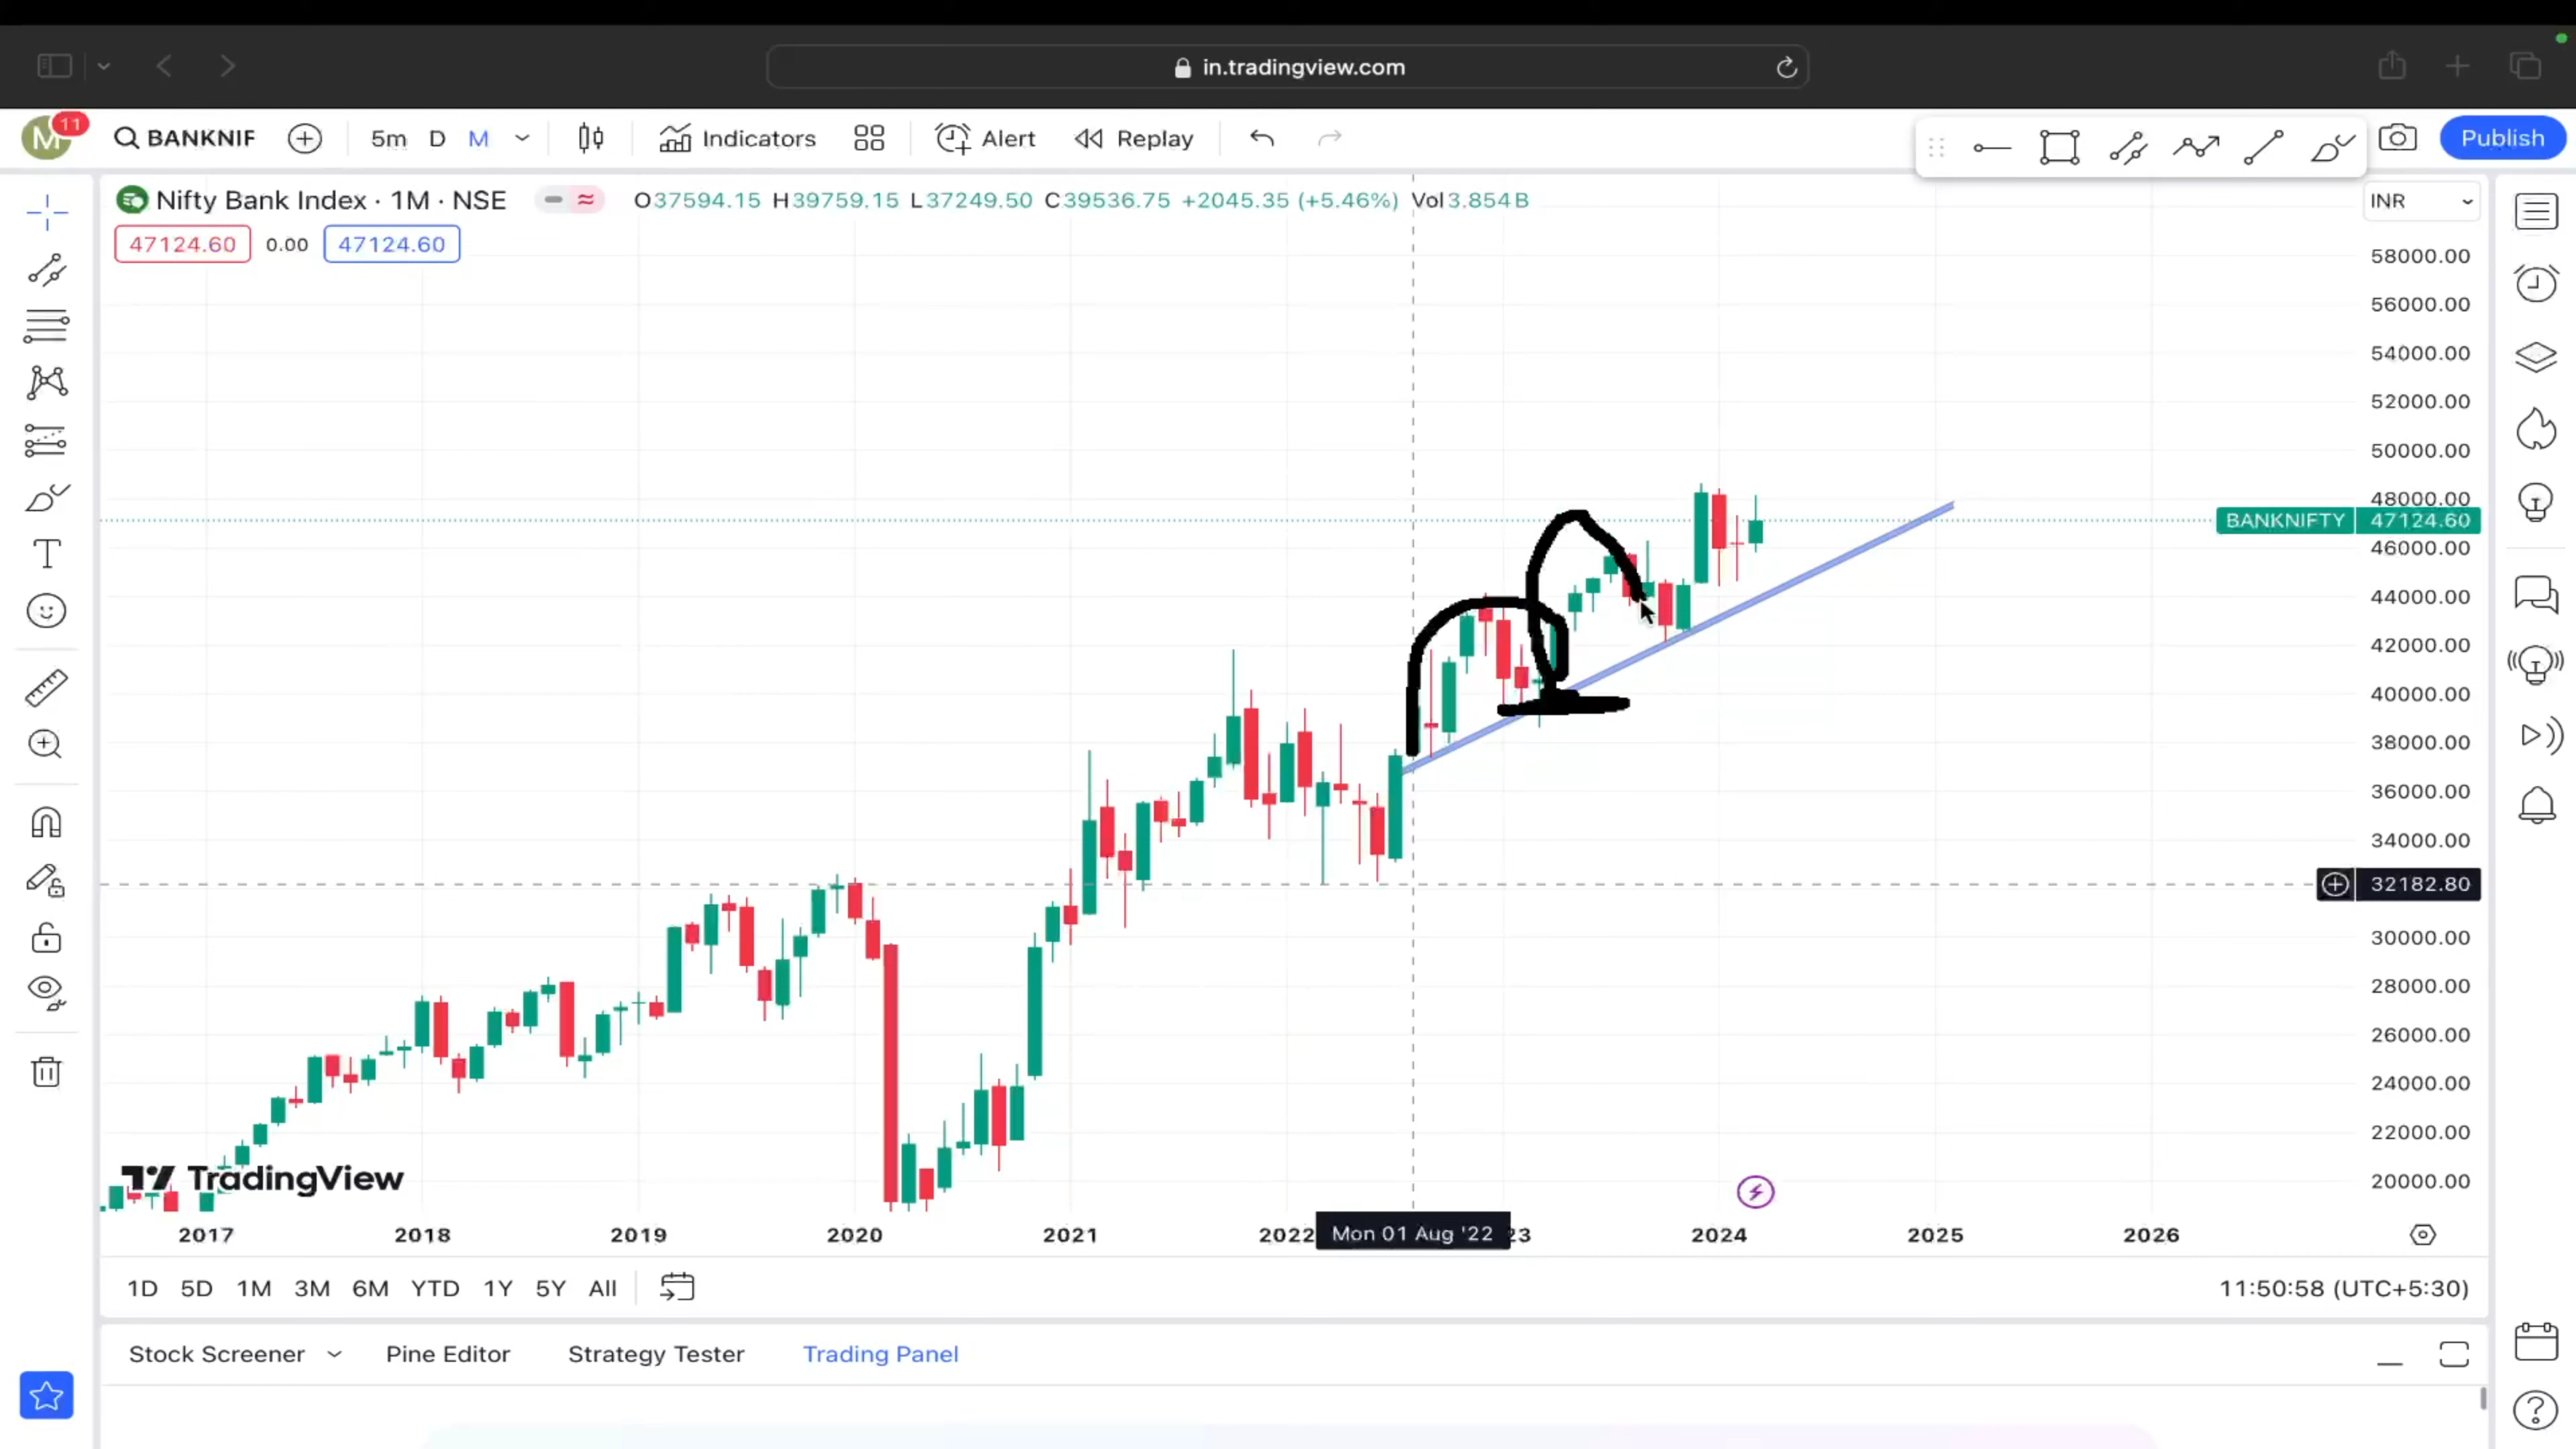 in.tradingview.com
M 11 BANKNIF 5m D M Indicators Alert Replay Publish
Nifty Bank Index · 1M · NSE O37594.15 H39759.15 L37249.50 C39536.75 +2045.35 (+5.46%) Vol3.854B INR
47124.60 0.00 47124.60
58000.00
56000.00
54000.00
52000.00
50000.00
48000.00
BANKNIFTY 47124.60
46000.00
44000.00
42000.00
40000.00
38000.00
36000.00
34000.00
32182.80
30000.00
28000.00
26000.00
24000.00
22000.00
20000.00
TradingView
2017 2018 2019 2020 2021 2022 Mon 01 Aug '22 23 2024 2025 2026
1D 5D 1M 3M 6M YTD 1Y 5Y All 11:50:58 (UTC+5:30)
Stock Screener Pine Editor Strategy Tester Trading Panel